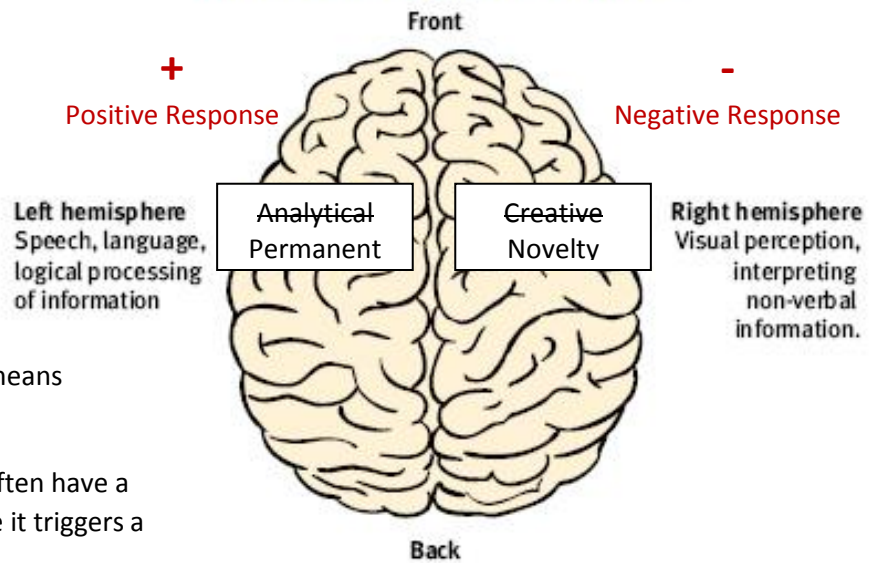 Front
+
Positive Response
-
Negative Response
Left hemisphere
Speech, language,
logical processing
of information
Analytical
Permanent
Creative
Novelty
Right hemisphere
Visual perception,
interpreting
non-verbal
information.
means
ften have a
e it triggers a
Back